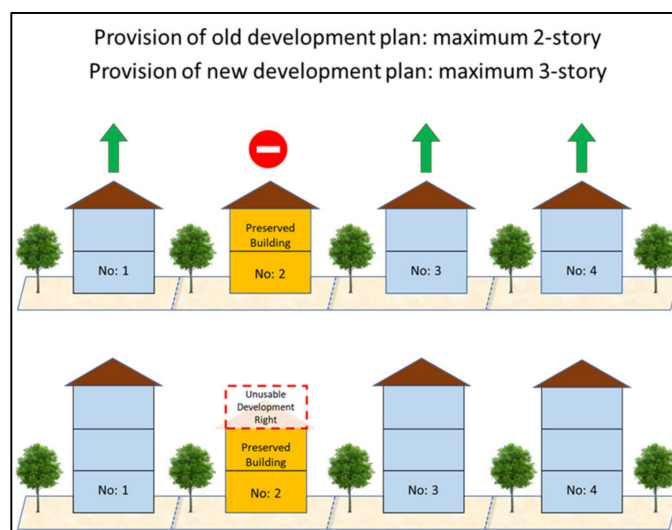 Provision of old development plan: maximum 2-story
Provision of new development plan: maximum 3-story
Preserved
Building
No: 1
No: 2
No: 3
No: 4
Unusable
Development
Right
Preserved
Building
No: 1
No: 2
No: 3
No: 4